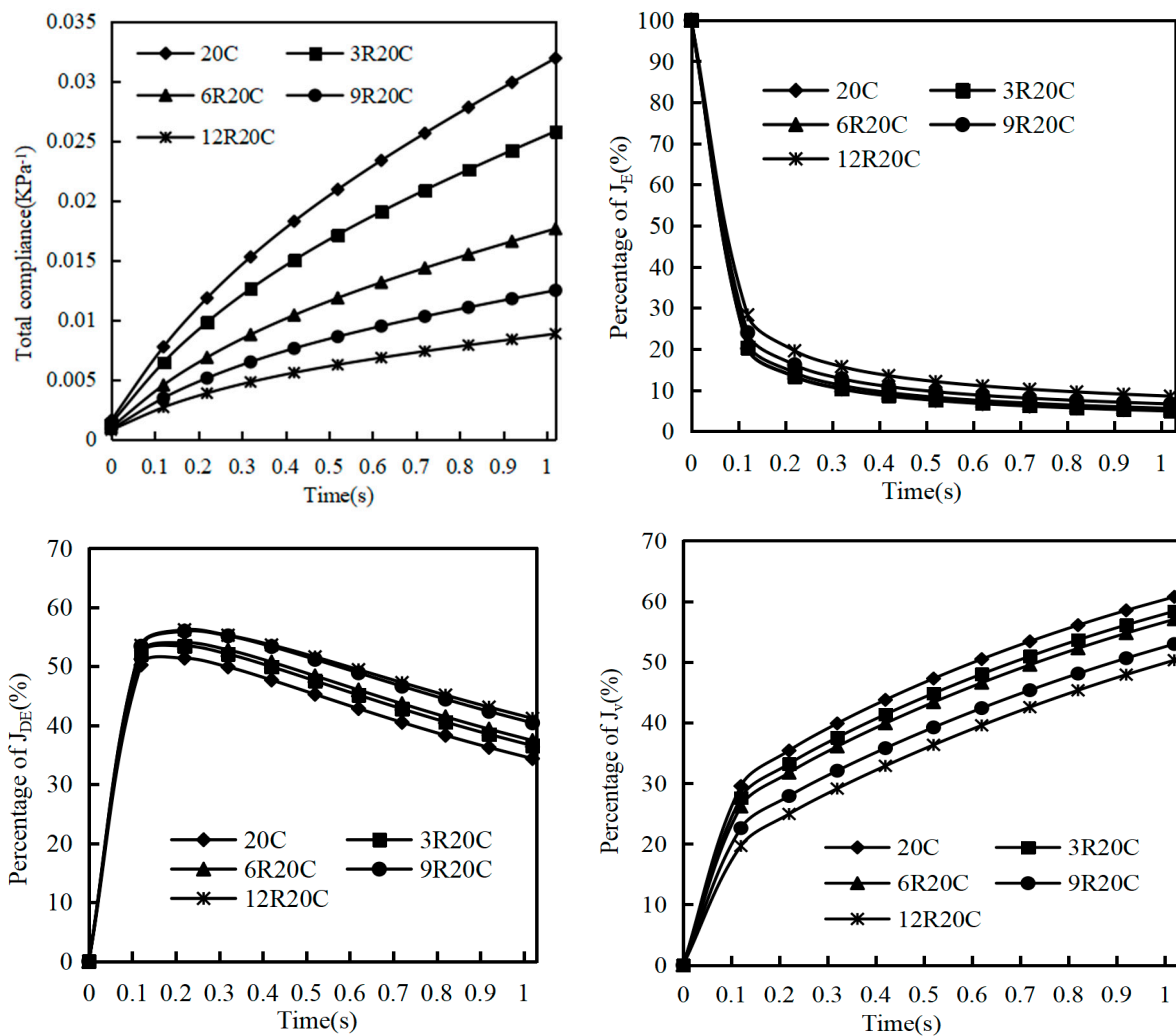 Total compliance(KPa⁻¹)
0.035
0.03
0.025
0.02
0.015
0.01
0.005
0
20C 3R20C
6R20C 9R20C
12R20C
0 0.1 0.2 0.3 0.4 0.5 0.6 0.7 0.8 0.9 1
Time(s)
Percentage of J_E(%)
100
90
80
70
60
50
40
30
20
10
0
20C 3R20C
6R20C 9R20C
12R20C
0 0.1 0.2 0.3 0.4 0.5 0.6 0.7 0.8 0.9 1
Time(s)
Percentage of J_DE(%)
70
60
50
40
30
20
10
0
20C 3R20C
6R20C 9R20C
12R20C
0 0.1 0.2 0.3 0.4 0.5 0.6 0.7 0.8 0.9 1
Time(s)
Percentage of J_v(%)
70
60
50
40
30
20
10
0
20C 3R20C
6R20C 9R20C
12R20C
0 0.1 0.2 0.3 0.4 0.5 0.6 0.7 0.8 0.9 1
Time(s)